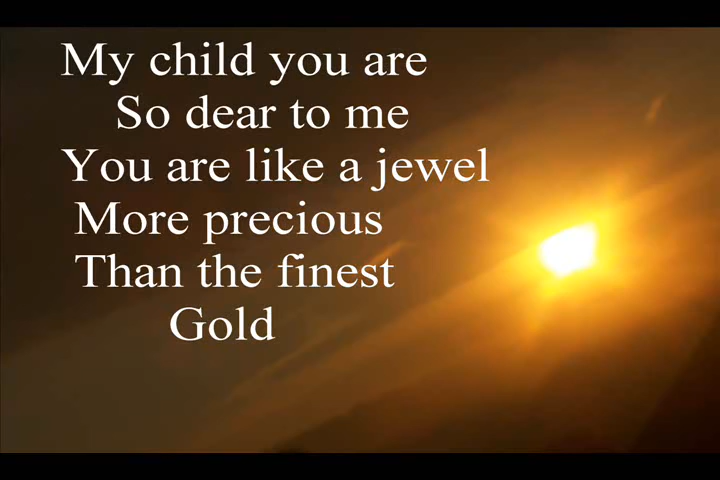 My child you are
So dear to me
You are like a jewel
More precious
Than the finest
Gold